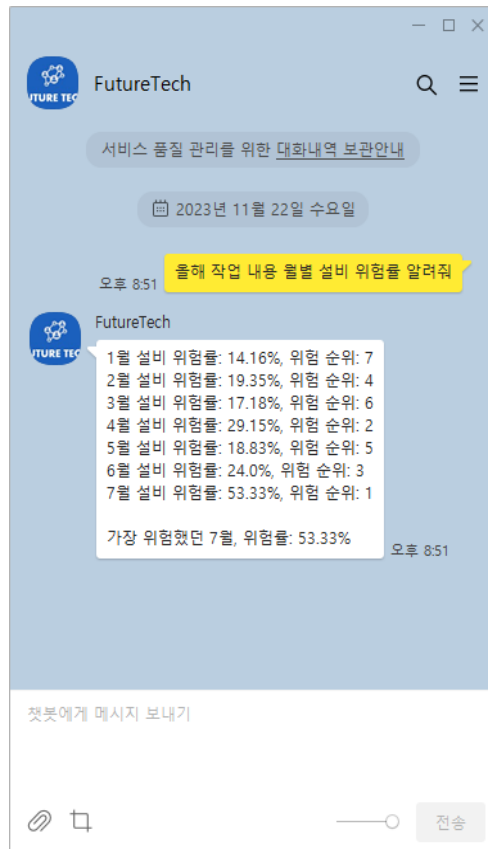 FutureTech
서비스 품질 관리를 위한 대화내역 보관안내
2023년 11월 22일 수요일
올해 작업 내용 월별 설비 위험률 알려줘
오후 8:51
FutureTech
1월 설비 위험률: 14.16%, 위험 순위: 7
2월 설비 위험률: 19.35%, 위험 순위: 4
3월 설비 위험률: 17.18%, 위험 순위: 6
4월 설비 위험률: 29.15%, 위험 순위: 2
5월 설비 위험률: 18.83%, 위험 순위: 5
6월 설비 위험률: 24.0%, 위험 순위: 3
7월 설비 위험률: 53.33%, 위험 순위: 1
가장 위험했던 7월, 위험률: 53.33%
오후 8:51
챗봇에게 메시지 보내기
전송